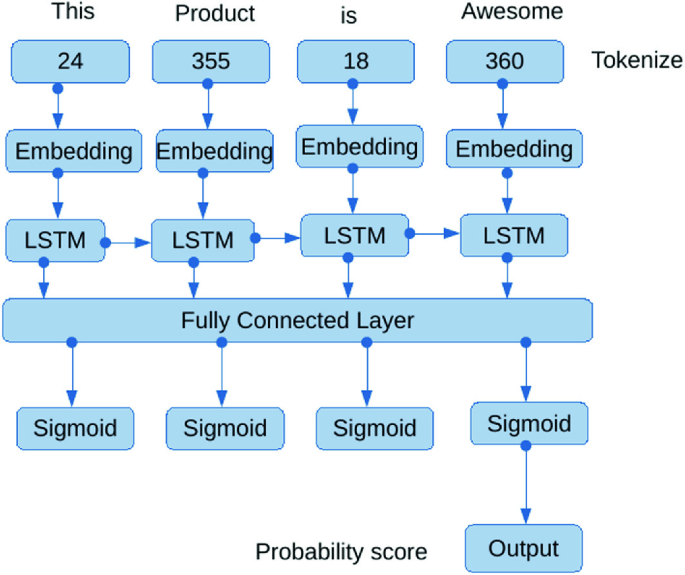 This Product is Awesome
24 355 18 360 Tokenize
Embedding Embedding Embedding Embedding
LSTM LSTM LSTM LSTM
Fully Connected Layer
Sigmoid Sigmoid Sigmoid Sigmoid
Probability score Output